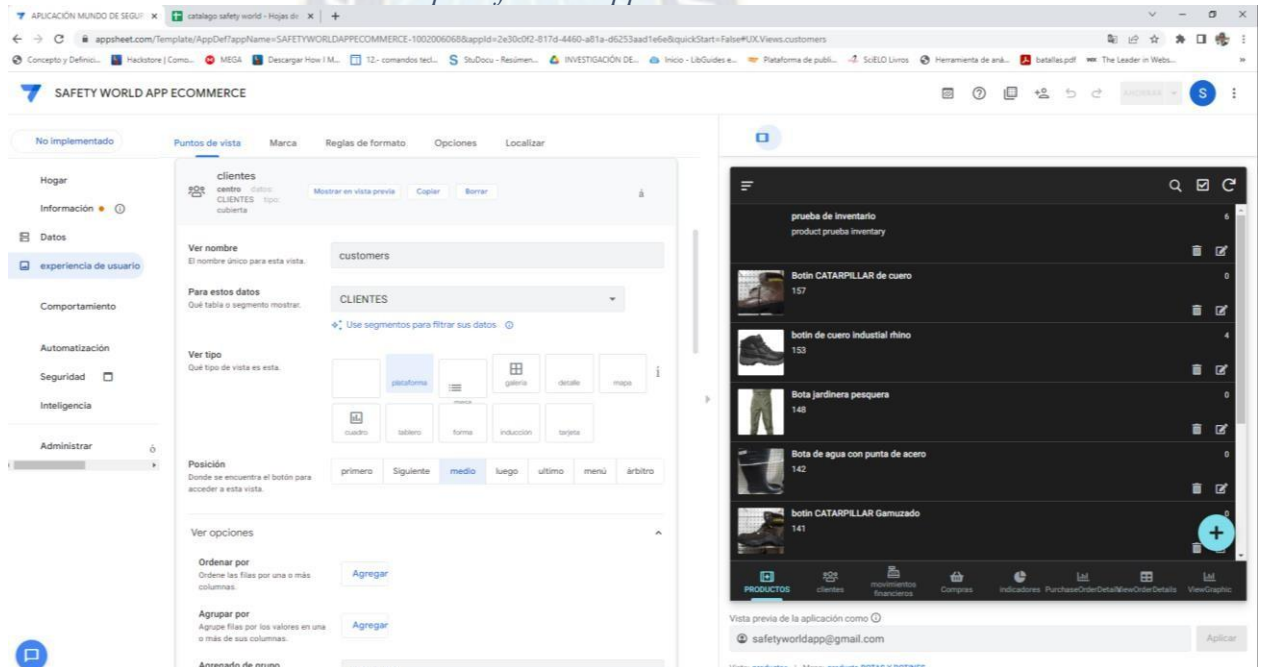 APLICACIÓN MUNDO DE SEGUR
catalago safety world - Hojas de
appsheet.com/Template/AppDef?appName=SAFETYWORLDAPPECOMMERCE-1002006068&appId=2e30c0f2-817d-4460-a81a-d6253aad1e6e&quickStart=False#UX.Views.customers
Concepto y Definici...
Hackstore | Como...
MEGA
Descargar How I M...
12.- comandos tecl...
StuDocu - Resúmen...
INVESTIGACIÓN DE...
Inicio - LibGuides e...
Plataforma de publi...
SciELO Livros
Herramienta de aná...
batallas.pdf
The Leader in Webs...
SAFETY WORLD APP ECOMMERCE
AHORRAR
S
No implementado
Puntos de vista
Marca
Reglas de formato
Opciones
Localizar
Hogar
Información
Datos
experiencia de usuario
Comportamiento
Automatización
Seguridad
Inteligencia
Administrar
clientes
centro datos:
CLIENTES tipo:
cubierta
Mostrar en vista previa
Copiar
Borrar
Ver nombre
El nombre único para esta vista.
customers
Para estos datos
Qué tabla o segmento mostrar.
CLIENTES
Use segmentos para filtrar sus datos
Ver tipo
Qué tipo de vista es esta.
plataforma
mesa
galería
detalle
mapa
cuadro
tablero
forma
inducción
tarjeta
Posición
Donde se encuentra el botón para
acceder a esta vista.
primero
Siguiente
medio
luego
ultimo
menú
árbitro
Ver opciones
Ordenar por
Ordene las filas por una o más
columnas.
Agregar
Agrupar por
Agrupe filas por los valores en una
o más de sus columnas.
Agregar
Agregado de grupo
prueba de inventario
6
product prueba inventary
Botin CATARPILLAR de cuero
0
157
botin de cuero industial rhino
4
153
Bota jardinera pesquera
0
148
Bota de agua con punta de acero
0
142
botin CATARPILLAR Gamuzado
0
141
PRODUCTOS
clientes
movimientos
financieros
Compras
indicadores
PurchaseOrderDetail
ViewOrderDetails
ViewGraphic
Vista previa de la aplicación como
safetyworldapp@gmail.com
Aplicar